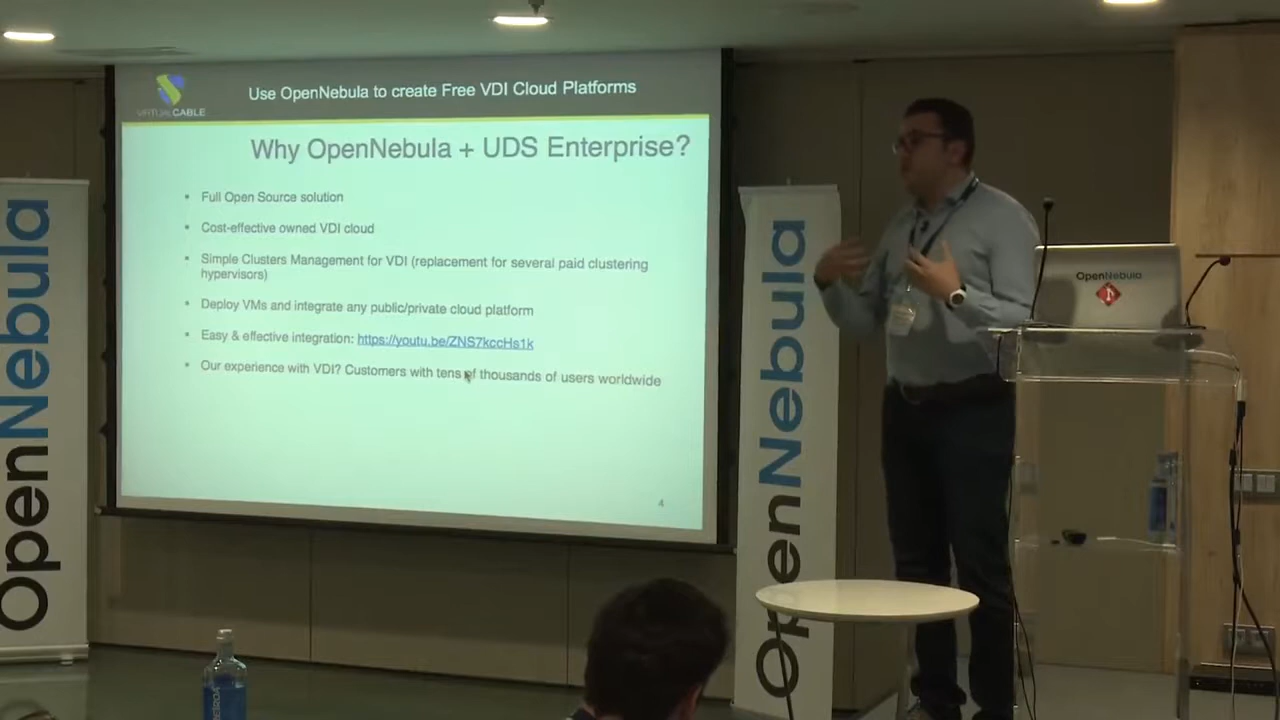 VIRTUALCABLE
Use OpenNebula to create Free VDI Cloud Platforms
Why OpenNebula + UDS Enterprise?
Full Open Source solution
Cost-effective owned VDI cloud
Simple Clusters Management for VDI (replacement for several paid clustering
hypervisors)
Deploy VMs and integrate any public/private cloud platform
Easy & effective integration: https://youtu.be/ZNS7kccHs1k
Our experience with VDI? Customers with tens of thousands of users worldwide
4
OpenNebula
OpenNebula
OpenNebula